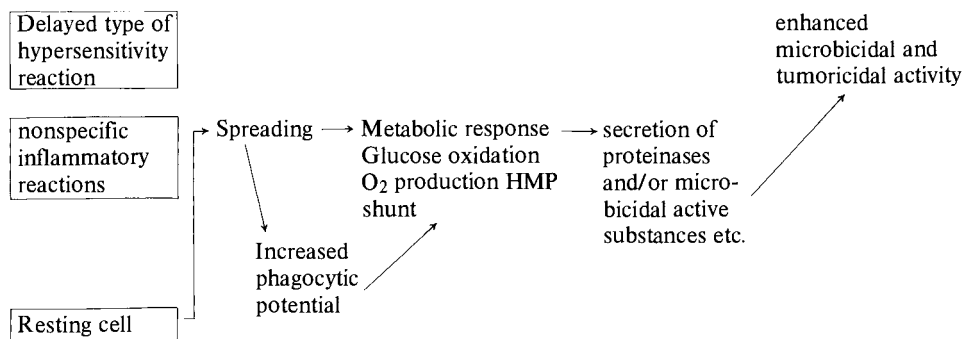 Delayed type of
hypersensitivity
reaction
nonspecific
inflammatory
reactions
Resting cell
Spreading
Increased
phagocytic
potential
Metabolic response
Glucose oxidation
O₂ production HMP
shunt
secretion of
proteinases
and/or micro-
bicidal active
substances etc.
enhanced
microbicidal and
tumoricidal activity